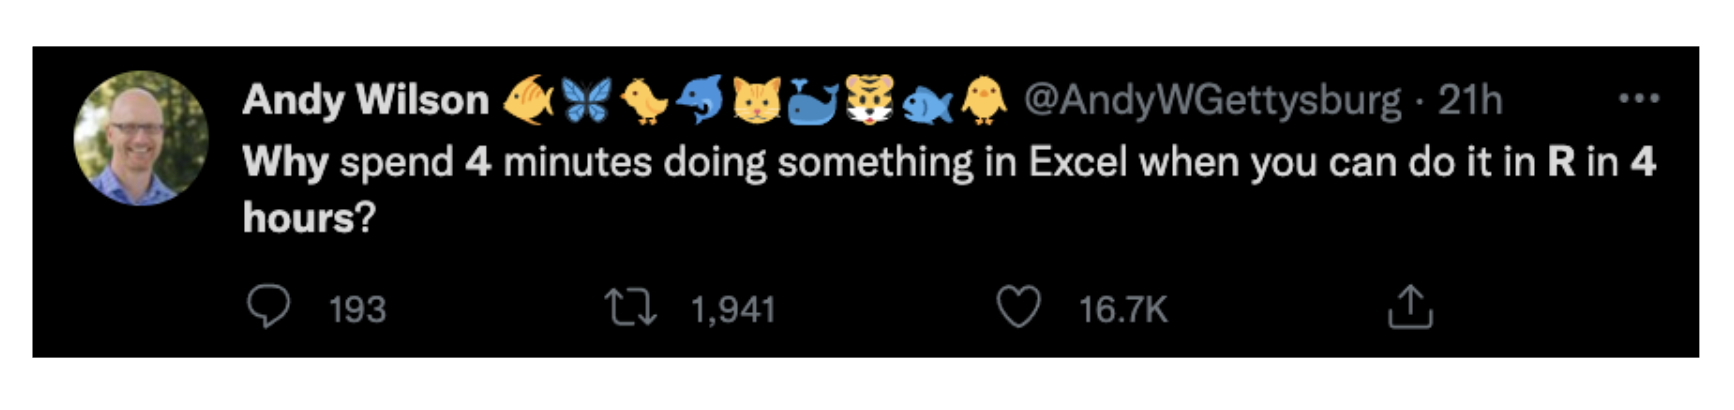 Andy Wilson 🐠🦋🐤🐬🐱🐳🐯🐟🐥 @AndyWGettysburg · 21h ···
Why spend 4 minutes doing something in Excel when you can do it in R in 4
hours?
193 1,941 16.7K